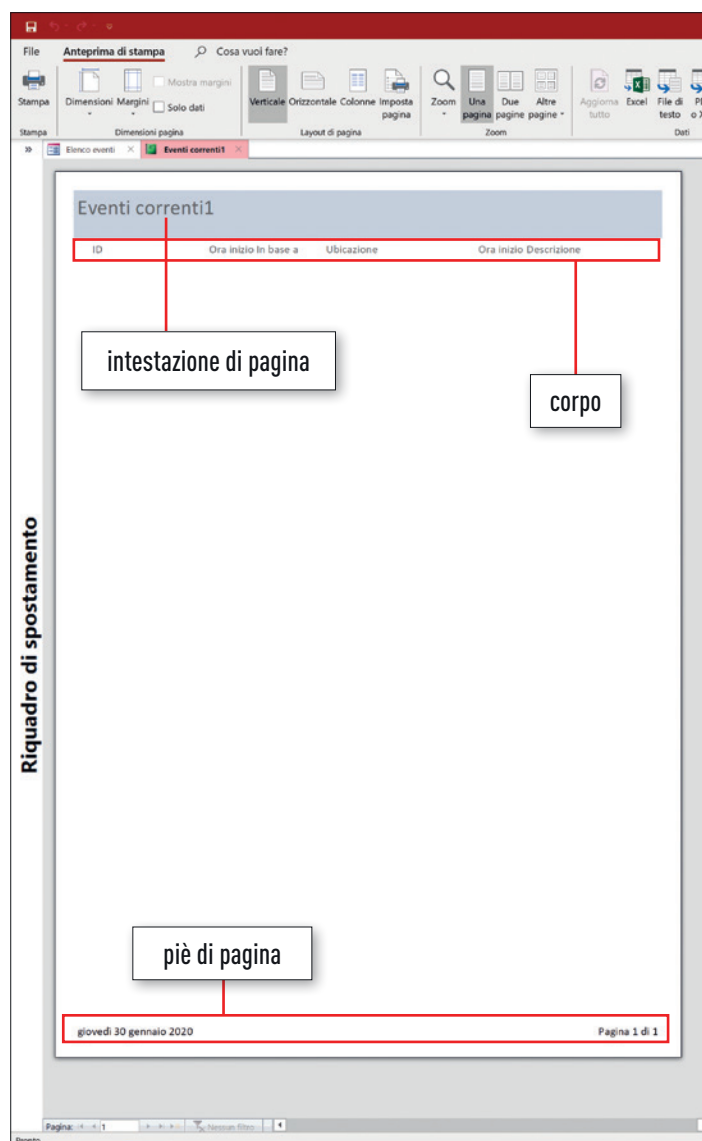 File Anteprima di stampa Cosa vuoi fare?
Stampa
Dimensioni Margini
Mostra margini
Solo dati
Verticale Orizzontale Colonne Imposta pagina
Zoom
Una pagina
Due pagine
Altre pagine
Aggiorna tutto
Excel
File di testo
Stampa Dimensioni pagina Layout di pagina Zoom Dati
Elenco eventi Eventi correnti1
Eventi correnti1
ID Ora inizio In base a Ubicazione Ora inizio Descrizione
intestazione di pagina
corpo
Riquadro di spostamento
piè di pagina
giovedì 30 gennaio 2020 Pagina 1 di 1
Pagina: 1 Nessun filtro
Pronto